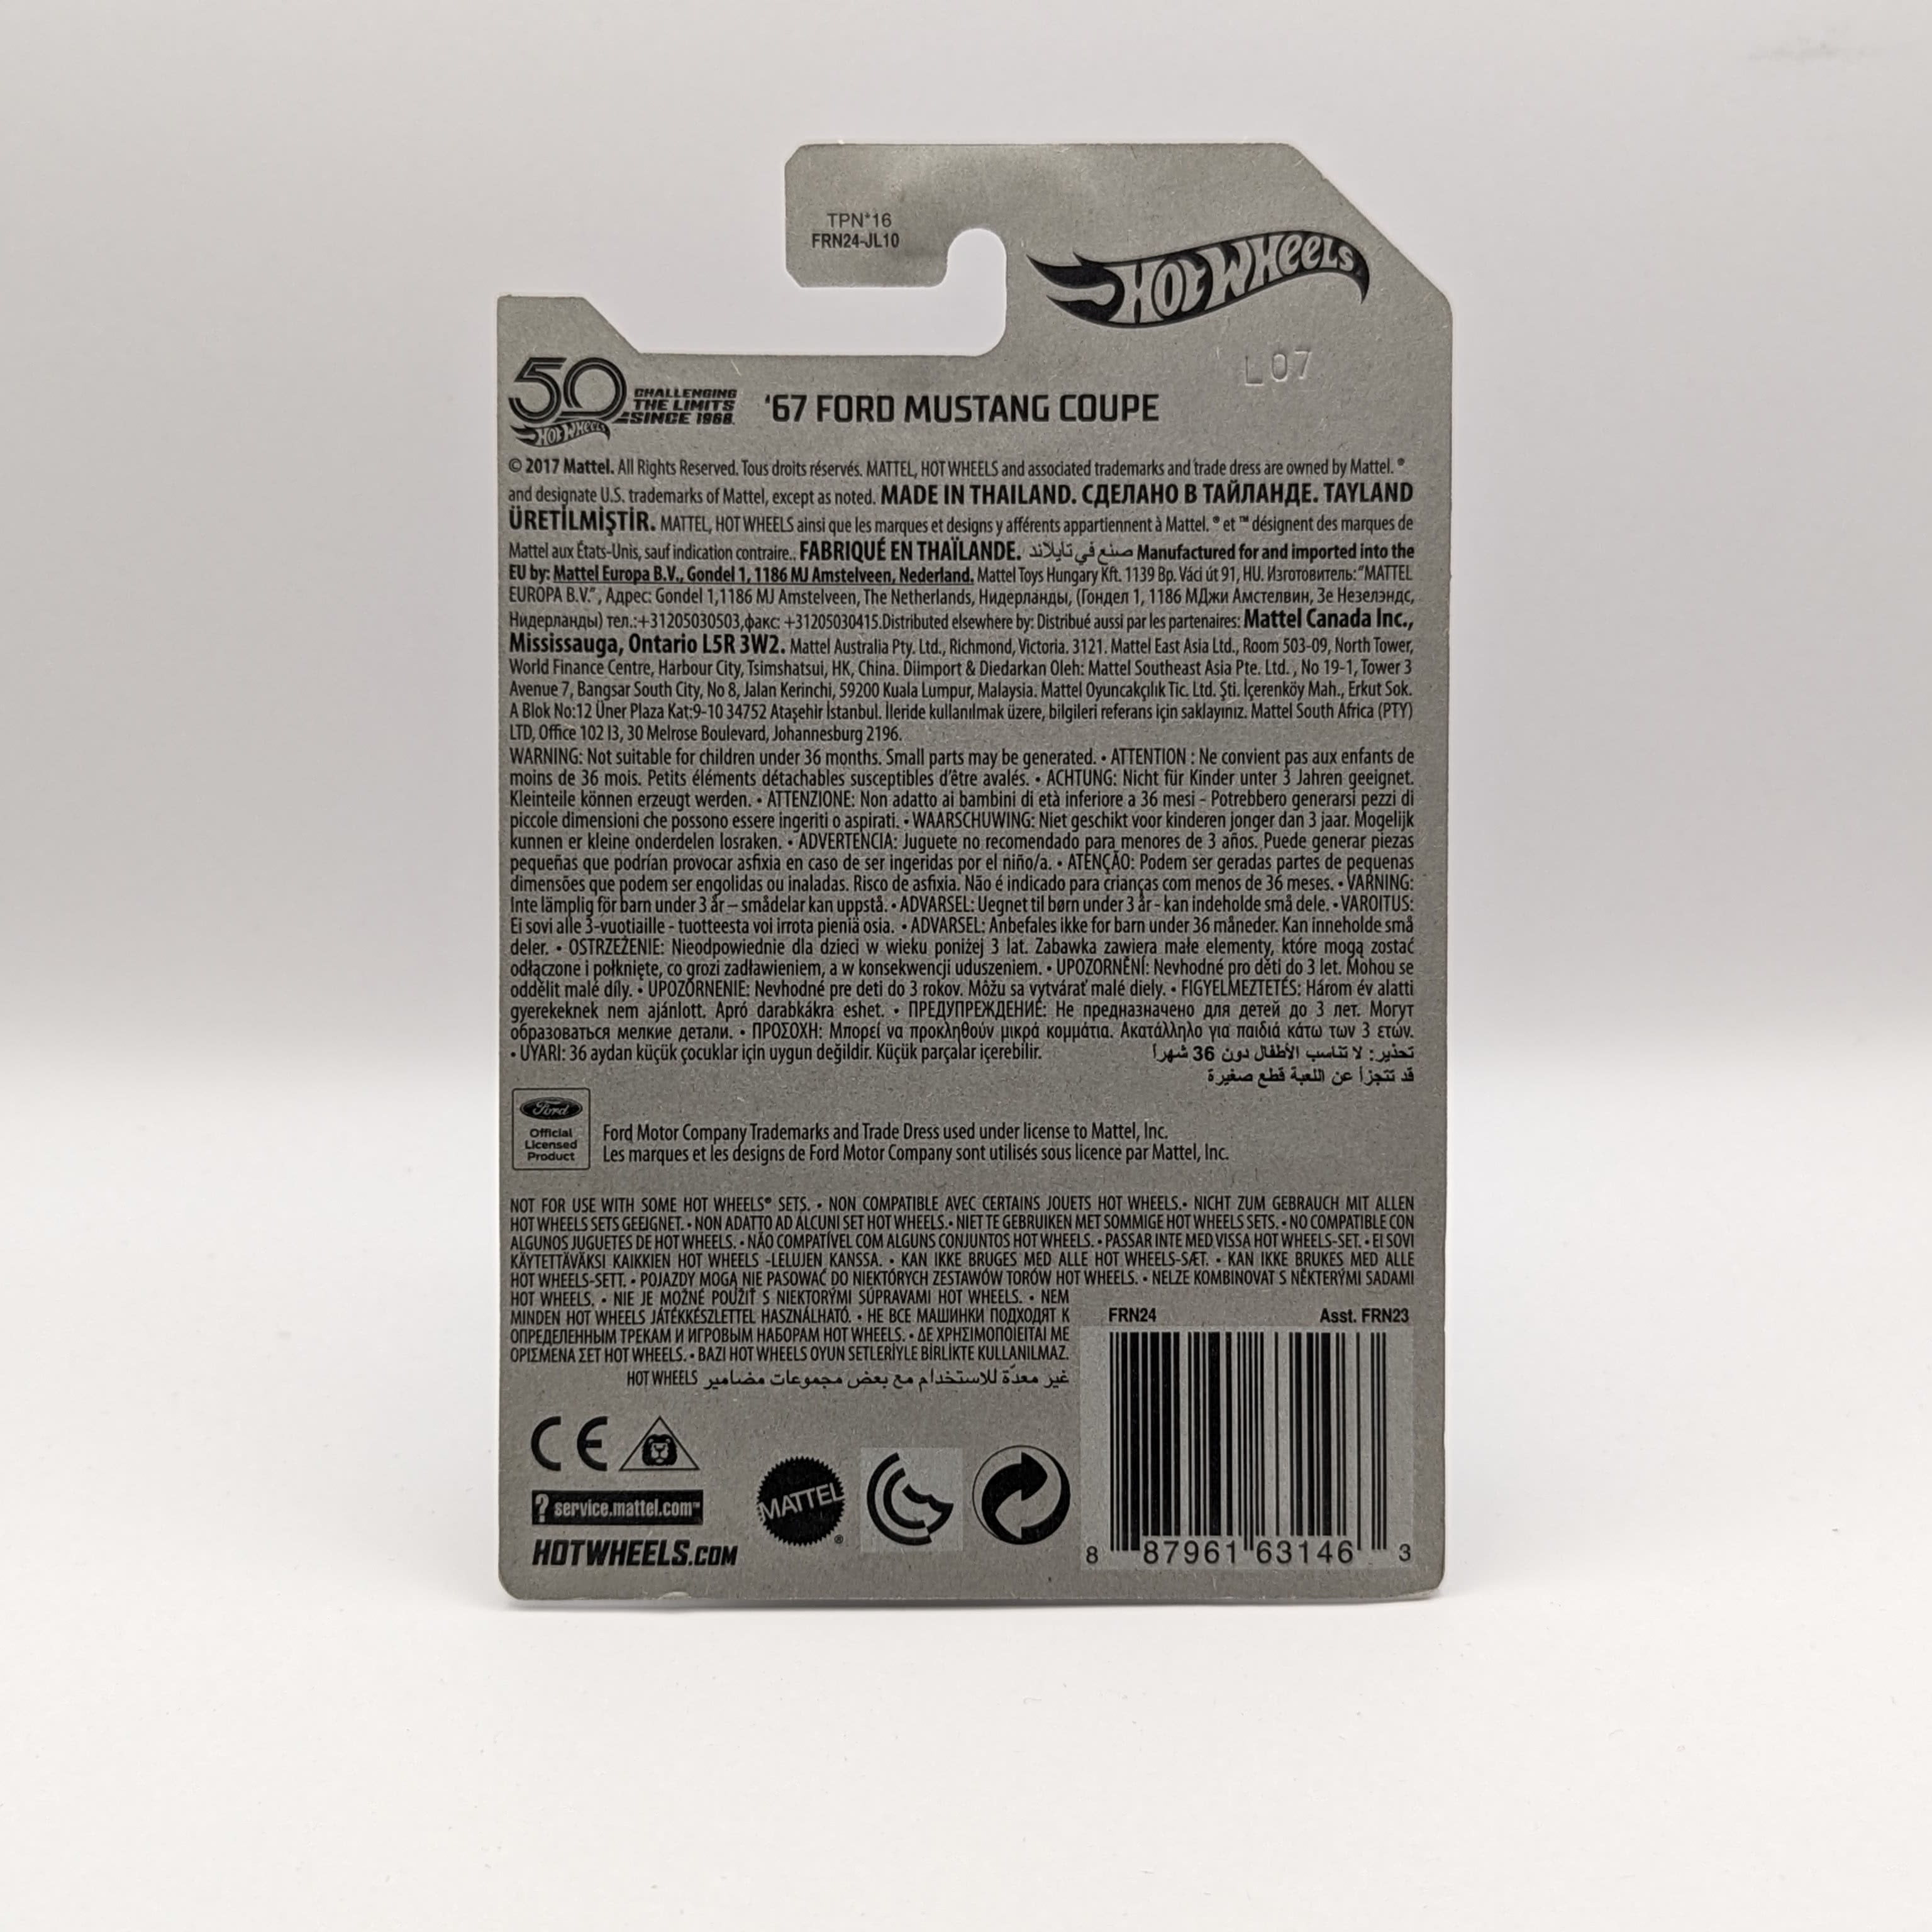 TPN*16
FRN24-JL10
HOT WHEELS
L07
50
HOT WHEELS
CHALLENGING
THE LIMITS
SINCE 1968.
'67 FORD MUSTANG COUPE
© 2017 Mattel. All Rights Reserved. Tous droits réservés. MATTEL, HOT WHEELS and associated trademarks and trade dress are owned by Mattel. ®
and designate U.S. trademarks of Mattel, except as noted. MADE IN THAILAND. СДЕЛАНО В ТАЙЛАНДЕ. TAYLAND
ÜRETİLMİŞTİR. MATTEL, HOT WHEELS ainsi que les marques et designs y afférents appartiennent à Mattel. ® et ™ désignent des marques de
Mattel aux États-Unis, sauf indication contraire.. FABRIQUÉ EN THAÏLANDE. صنع في تايلاند Manufactured for and imported into the
EU by: Mattel Europa B.V., Gondel 1, 1186 MJ Amstelveen, Nederland. Mattel Toys Hungary Kft. 1139 Bp. Váci út 91, HU. Изготовитель: "MATTEL
EUROPA B.V.", Адрес: Gondel 1,1186 MJ Amstelveen, The Netherlands, Нидерланды, (Гондел 1, 1186 МДжи Амстелвин, Зе Незелэндс,
Нидерланды) тел.:+31205030503,факс: +31205030415.Distributed elsewhere by: Distribué aussi par les partenaires: Mattel Canada Inc.,
Mississauga, Ontario L5R 3W2. Mattel Australia Pty. Ltd., Richmond, Victoria. 3121. Mattel East Asia Ltd., Room 503-09, North Tower,
World Finance Centre, Harbour City, Tsimshatsui, HK, China. Diimport & Diedarkan Oleh: Mattel Southeast Asia Pte. Ltd. , No 19-1, Tower 3
Avenue 7, Bangsar South City, No 8, Jalan Kerinchi, 59200 Kuala Lumpur, Malaysia. Mattel Oyuncakçılık Tic. Ltd. Şti. İçerenköy Mah., Erkut Sok.
A Blok No:12 Üner Plaza Kat:9-10 34752 Ataşehir İstanbul. İleride kullanılmak üzere, bilgileri referans için saklayınız. Mattel South Africa (PTY)
LTD, Office 102 I3, 30 Melrose Boulevard, Johannesburg 2196.
WARNING: Not suitable for children under 36 months. Small parts may be generated. • ATTENTION : Ne convient pas aux enfants de
moins de 36 mois. Petits éléments détachables susceptibles d'être avalés. • ACHTUNG: Nicht für Kinder unter 3 Jahren geeignet.
Kleinteile können erzeugt werden. • ATTENZIONE: Non adatto ai bambini di età inferiore a 36 mesi - Potrebbero generarsi pezzi di
piccole dimensioni che possono essere ingeriti o aspirati. • WAARSCHUWING: Niet geschikt voor kinderen jonger dan 3 jaar. Mogelijk
kunnen er kleine onderdelen losraken. • ADVERTENCIA: Juguete no recomendado para menores de 3 años. Puede generar piezas
pequeñas que podrían provocar asfixia en caso de ser ingeridas por el niño/a. • ATENÇÃO: Podem ser geradas partes de pequenas
dimensões que podem ser engolidas ou inaladas. Risco de asfixia. Não é indicado para crianças com menos de 36 meses. • VARNING:
Inte lämplig för barn under 3 år – smådelar kan uppstå. • ADVARSEL: Uegnet til børn under 3 år - kan indeholde små dele. • VAROITUS:
Ei sovi alle 3-vuotiaille - tuotteesta voi irrota pieniä osia. • ADVARSEL: Anbefales ikke for barn under 36 måneder. Kan inneholde små
deler. • OSTRZEŻENIE: Nieodpowiednie dla dzieci w wieku poniżej 3 lat. Zabawka zawiera małe elementy, które mogą zostać
odłączone i połknięte, co grozi zadławieniem, a w konsekwencji uduszeniem. • UPOZORNĚNÍ: Nevhodné pro děti do 3 let. Mohou se
oddělit malé díly. • UPOZORNENIE: Nevhodné pre deti do 3 rokov. Môžu sa vytvárať malé diely. • FIGYELMEZTETÉS: Három év alatti
gyerekeknek nem ajánlott. Apró darabkákra eshet. • ПРЕДУПРЕЖДЕНИЕ: Не предназначено для детей до 3 лет. Могут
образоваться мелкие детали. • ΠΡΟΣΟΧΗ: Μπορεί να προκληθούν μικρά κομμάτια. Ακατάλληλο για παιδιά κάτω των 3 ετών.
• UYARI: 36 aydan küçük çocuklar için uygun değildir. Küçük parçalar içerebilir. تحذير: لا تناسب الأطفال دون 36 شهراً
قد تتجزأ عن اللعبة قطع صغيرة
Ford
Official
Licensed
Product
Ford Motor Company Trademarks and Trade Dress used under license to Mattel, Inc.
Les marques et les designs de Ford Motor Company sont utilisés sous licence par Mattel, Inc.
NOT FOR USE WITH SOME HOT WHEELS® SETS. • NON COMPATIBLE AVEC CERTAINS JOUETS HOT WHEELS.• NICHT ZUM GEBRAUCH MIT ALLEN
HOT WHEELS SETS GEEIGNET. • NON ADATTO AD ALCUNI SET HOT WHEELS.• NIET TE GEBRUIKEN MET SOMMIGE HOT WHEELS SETS. • NO COMPATIBLE CON
ALGUNOS JUGUETES DE HOT WHEELS. • NÃO COMPATÍVEL COM ALGUNS CONJUNTOS HOT WHEELS. • PASSAR INTE MED VISSA HOT WHEELS-SET. • EI SOVI
KÄYTETTÄVÄKSI KAIKKIEN HOT WHEELS -LELUJEN KANSSA. • KAN IKKE BRUGES MED ALLE HOT WHEELS-SÆT. • KAN IKKE BRUKES MED ALLE
HOT WHEELS-SETT. • POJAZDY MOGĄ NIE PASOWAĆ DO NIEKTÓRYCH ZESTAWÓW TORÓW HOT WHEELS. • NELZE KOMBINOVAT S NĚKTERÝMI SADAMI
HOT WHEELS. • NIE JE MOŽNÉ POUŽIŤ S NIEKTORÝMI SÚPRAVAMI HOT WHEELS. • NEM
MINDEN HOT WHEELS JÁTÉKKÉSZLETTEL HASZNÁLHATÓ. • НЕ ВСЕ МАШИНКИ ПОДХОДЯТ К
ОПРЕДЕЛЕННЫМ ТРЕКАМ И ИГРОВЫМ НАБОРАМ HOT WHEELS. • ΔΕ ΧΡΗΣΙΜΟΠΟΙΕΙΤΑΙ ΜΕ
ΟΡΙΣΜΕΝΑ ΣΕΤ HOT WHEELS. • BAZI HOT WHEELS OYUN SETLERİYLE BİRLİKTE KULLANILMAZ.
غير معدّة للاستخدام مع بعض مجموعات مضامير HOT WHEELS
FRN24 Asst. FRN23
CE
? service.mattel.com™
HOTWHEELS.COM
MATTEL®
8 87961 63146 3